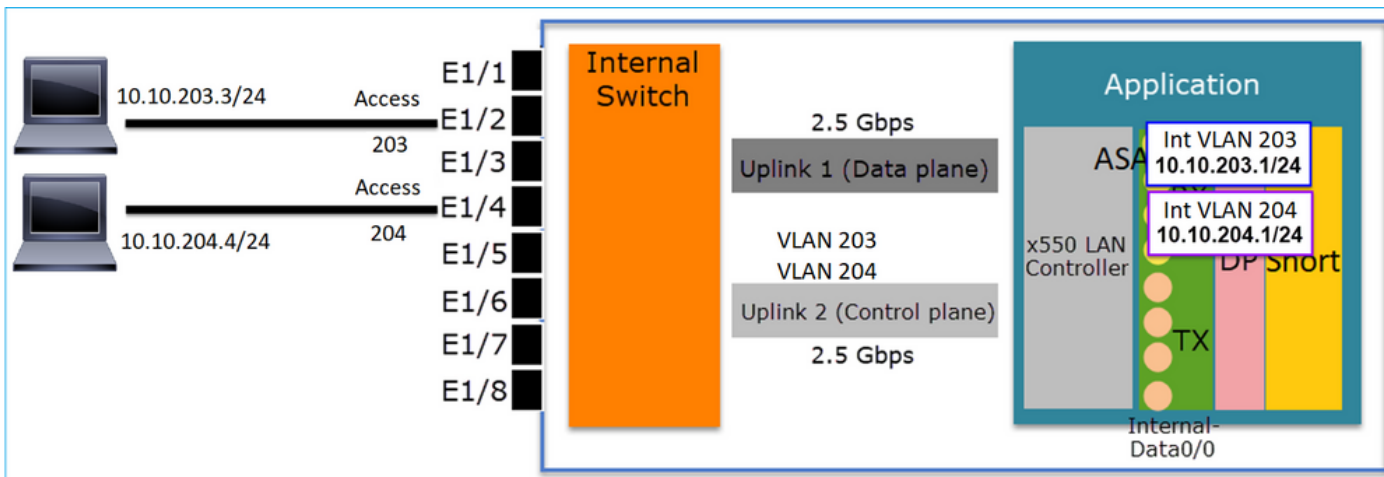 10.10.203.3/24
Access
203
10.10.204.4/24
Access
204
E1/1
E1/2
E1/3
E1/4
E1/5
E1/6
E1/7
E1/8
Internal
Switch
2.5 Gbps
Uplink 1 (Data plane)
VLAN 203
VLAN 204
Uplink 2 (Control plane)
2.5 Gbps
Application
x550 LAN
Controller
ASA
Int VLAN 203
10.10.203.1/24
Int VLAN 204
10.10.204.1/24
DP
Snort
TX
Internal-
Data0/0